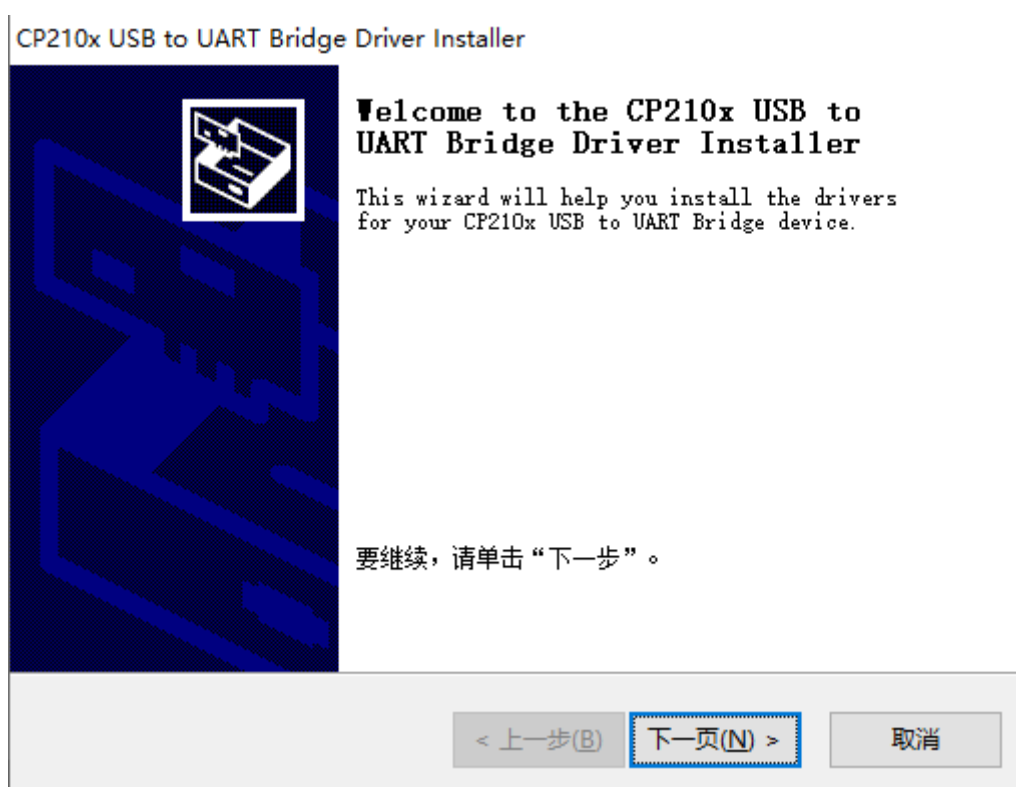 CP210x USB to UART Bridge Driver Installer
Welcome to the CP210x USB to
UART Bridge Driver Installer
This wizard will help you install the drivers
for your CP210x USB to UART Bridge device.
要继续，请单击“下一步”。
< 上一步(B)
下一页(N) >
取消